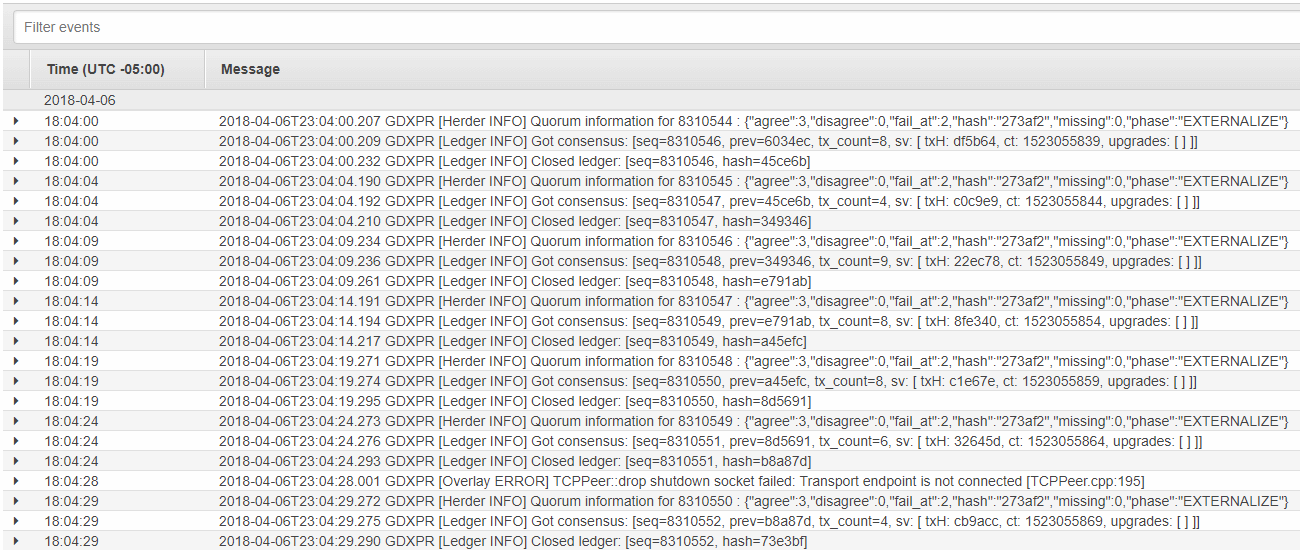 Filter events
Time (UTC -05:00) Message
2018-04-06
18:04:00 2018-04-06T23:04:00.207 GDXPR [Herder INFO] Quorum information for 8310544 : {"agree":3,"disagree":0,"fail_at":2,"hash":"273af2","missing":0,"phase":"EXTERNALIZE"}
18:04:00 2018-04-06T23:04:00.209 GDXPR [Ledger INFO] Got consensus: [seq=8310546, prev=6034ec, tx_count=8, sv: [ txH: df5b64, ct: 1523055839, upgrades: [ ] ]]
18:04:00 2018-04-06T23:04:00.232 GDXPR [Ledger INFO] Closed ledger: [seq=8310546, hash=45ce6b]
18:04:04 2018-04-06T23:04:04.190 GDXPR [Herder INFO] Quorum information for 8310545 : {"agree":3,"disagree":0,"fail_at":2,"hash":"273af2","missing":0,"phase":"EXTERNALIZE"}
18:04:04 2018-04-06T23:04:04.192 GDXPR [Ledger INFO] Got consensus: [seq=8310547, prev=45ce6b, tx_count=4, sv: [ txH: c0c9e9, ct: 1523055844, upgrades: [ ] ]]
18:04:04 2018-04-06T23:04:04.210 GDXPR [Ledger INFO] Closed ledger: [seq=8310547, hash=349346]
18:04:09 2018-04-06T23:04:09.234 GDXPR [Herder INFO] Quorum information for 8310546 : {"agree":3,"disagree":0,"fail_at":2,"hash":"273af2","missing":0,"phase":"EXTERNALIZE"}
18:04:09 2018-04-06T23:04:09.236 GDXPR [Ledger INFO] Got consensus: [seq=8310548, prev=349346, tx_count=9, sv: [ txH: 22ec78, ct: 1523055849, upgrades: [ ] ]]
18:04:09 2018-04-06T23:04:09.261 GDXPR [Ledger INFO] Closed ledger: [seq=8310548, hash=e791ab]
18:04:14 2018-04-06T23:04:14.191 GDXPR [Herder INFO] Quorum information for 8310547 : {"agree":3,"disagree":0,"fail_at":2,"hash":"273af2","missing":0,"phase":"EXTERNALIZE"}
18:04:14 2018-04-06T23:04:14.194 GDXPR [Ledger INFO] Got consensus: [seq=8310549, prev=e791ab, tx_count=8, sv: [ txH: 8fe340, ct: 1523055854, upgrades: [ ] ]]
18:04:14 2018-04-06T23:04:14.217 GDXPR [Ledger INFO] Closed ledger: [seq=8310549, hash=a45efc]
18:04:19 2018-04-06T23:04:19.271 GDXPR [Herder INFO] Quorum information for 8310548 : {"agree":3,"disagree":0,"fail_at":2,"hash":"273af2","missing":0,"phase":"EXTERNALIZE"}
18:04:19 2018-04-06T23:04:19.274 GDXPR [Ledger INFO] Got consensus: [seq=8310550, prev=a45efc, tx_count=8, sv: [ txH: c1e67e, ct: 1523055859, upgrades: [ ] ]]
18:04:19 2018-04-06T23:04:19.295 GDXPR [Ledger INFO] Closed ledger: [seq=8310550, hash=8d5691]
18:04:24 2018-04-06T23:04:24.273 GDXPR [Herder INFO] Quorum information for 8310549 : {"agree":3,"disagree":0,"fail_at":2,"hash":"273af2","missing":0,"phase":"EXTERNALIZE"}
18:04:24 2018-04-06T23:04:24.276 GDXPR [Ledger INFO] Got consensus: [seq=8310551, prev=8d5691, tx_count=6, sv: [ txH: 32645d, ct: 1523055864, upgrades: [ ] ]]
18:04:24 2018-04-06T23:04:24.293 GDXPR [Ledger INFO] Closed ledger: [seq=8310551, hash=b8a87d]
18:04:28 2018-04-06T23:04:28.001 GDXPR [Overlay ERROR] TCPPeer::drop shutdown socket failed: Transport endpoint is not connected [TCPPeer.cpp:195]
18:04:29 2018-04-06T23:04:29.272 GDXPR [Herder INFO] Quorum information for 8310550 : {"agree":3,"disagree":0,"fail_at":2,"hash":"273af2","missing":0,"phase":"EXTERNALIZE"}
18:04:29 2018-04-06T23:04:29.275 GDXPR [Ledger INFO] Got consensus: [seq=8310552, prev=b8a87d, tx_count=4, sv: [ txH: cb9acc, ct: 1523055869, upgrades: [ ] ]]
18:04:29 2018-04-06T23:04:29.290 GDXPR [Ledger INFO] Closed ledger: [seq=8310552, hash=73e3bf]